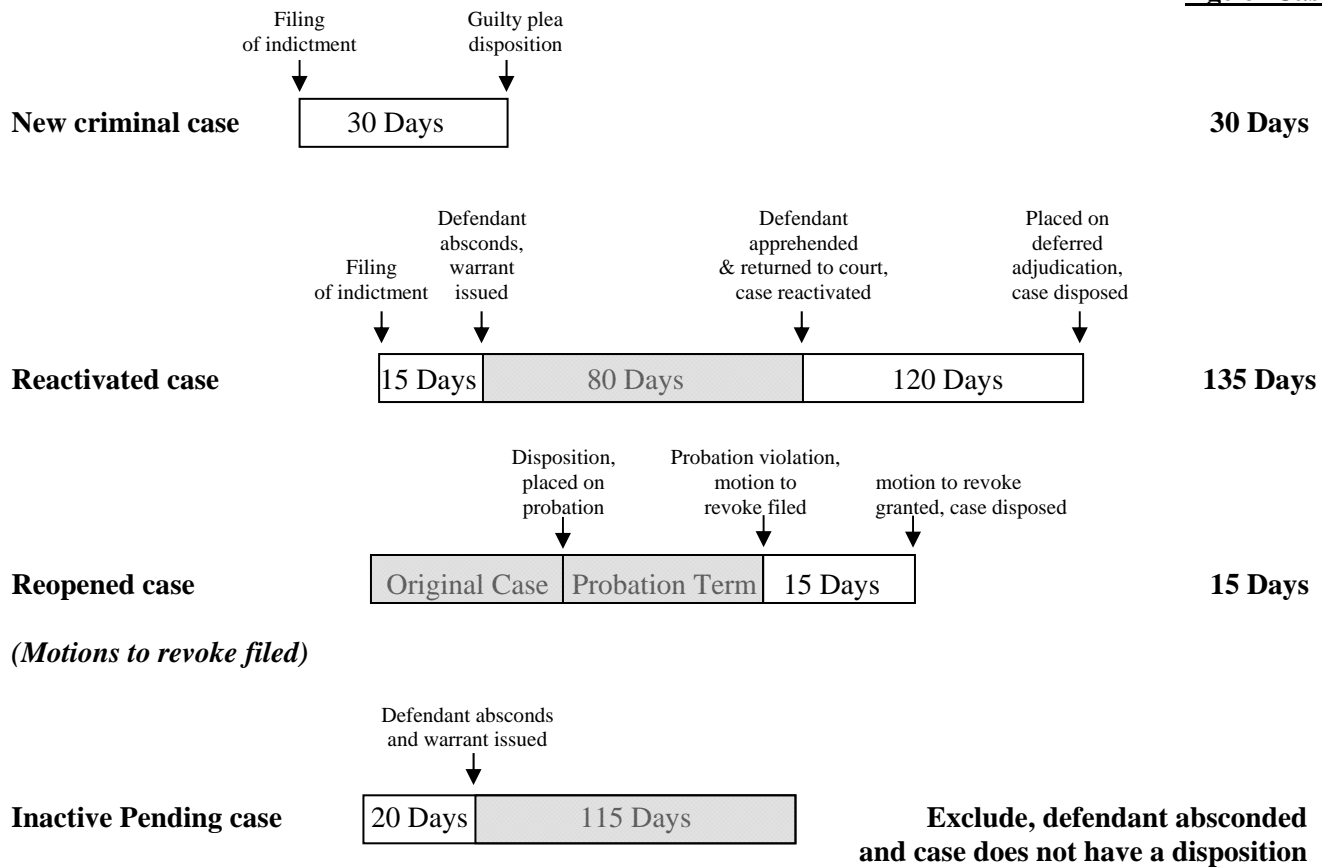 Filing
of indictment
Guilty plea
disposition
New criminal case
30 Days
30 Days
Filing
of indictment
Defendant
absconds,
warrant
issued
Defendant
apprehended
& returned to court,
case reactivated
Placed on
deferred
adjudication,
case disposed
Reactivated case
15 Days
80 Days
120 Days
135 Days
Disposition,
placed on
probation
Probation violation,
motion to
revoke filed
motion to revoke
granted, case disposed
Reopened case
Original Case
Probation Term
15 Days
15 Days
(Motions to revoke filed)
Defendant absconds
and warrant issued
Inactive Pending case
20 Days
115 Days
Exclude, defendant absconded
and case does not have a disposition